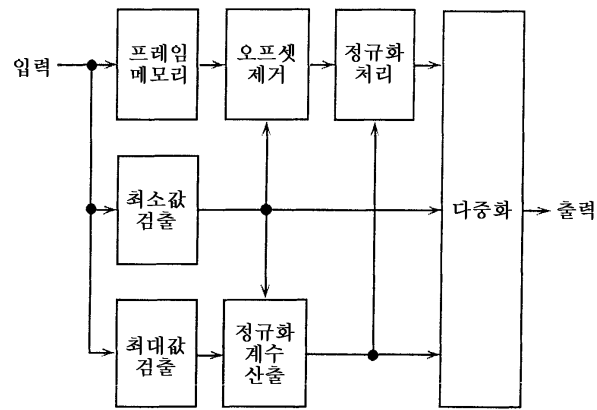 입력
프레임
메모리
오프셋
제거
정규화
처리
최소값
검출
다중화
출력
최대값
검출
정규화
계수
산출